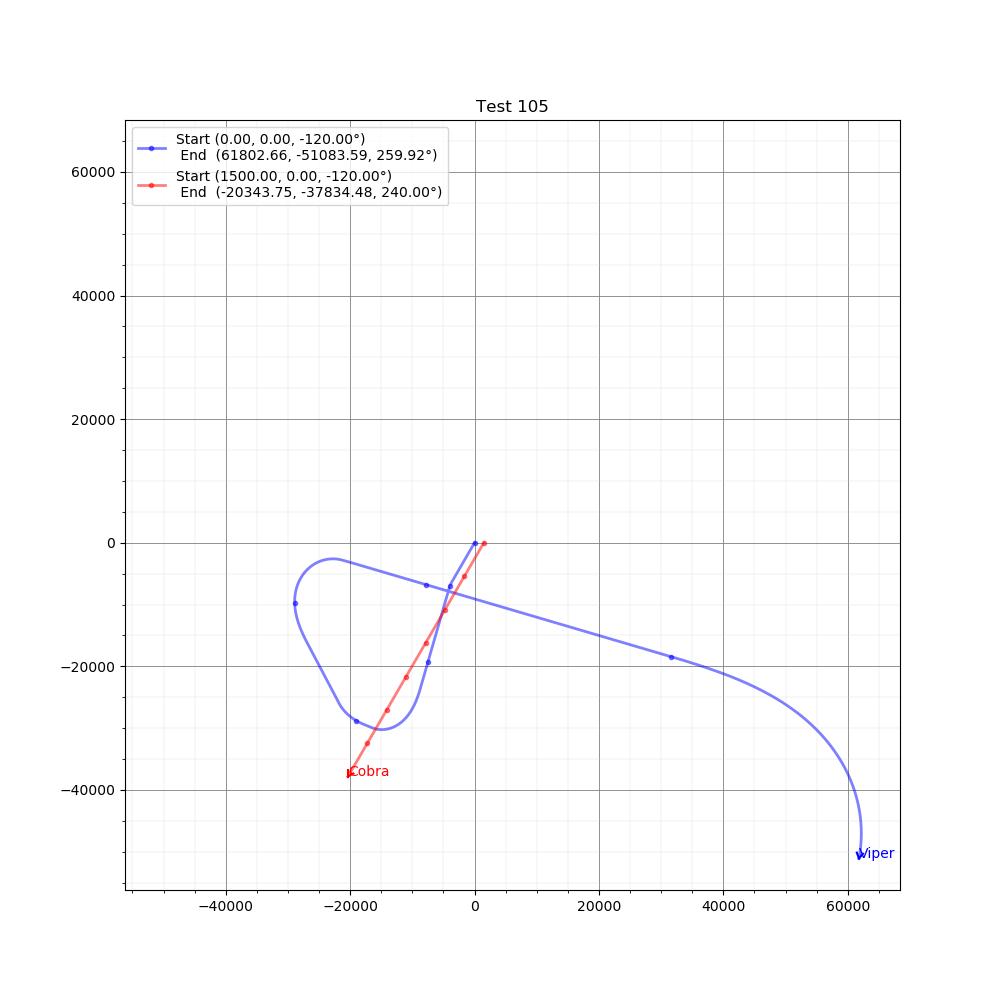 Test 105
Start (0.00, 0.00, -120.00°)
End  (61802.66, -51083.59, 259.92°)
Start (1500.00, 0.00, -120.00°)
End  (-20343.75, -37834.48, 240.00°)
60000
40000
20000
0
−20000
−40000
Cobra
Viper
−40000
−20000
0
20000
40000
60000